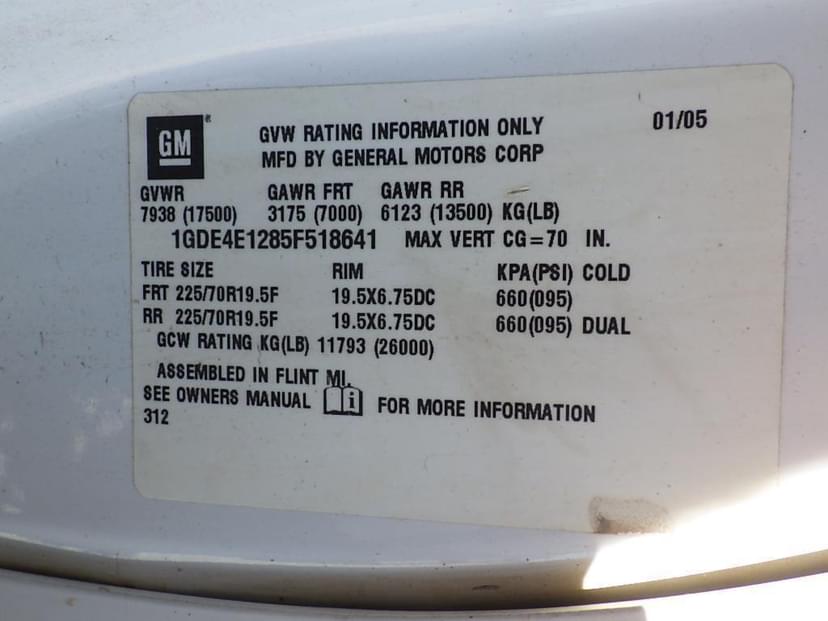 GM ®
GVW RATING INFORMATION ONLY 01/05
MFD BY GENERAL MOTORS CORP
GVWR GAWR FRT GAWR RR
7938 (17500) 3175 (7000) 6123 (13500) KG(LB)
1GDE4E1285F518641 MAX VERT CG=70 IN.
TIRE SIZE RIM KPA(PSI) COLD
FRT 225/70R19.5F 19.5X6.75DC 660(095)
RR 225/70R19.5F 19.5X6.75DC 660(095) DUAL
GCW RATING KG(LB) 11793 (26000)
ASSEMBLED IN FLINT MI.
SEE OWNERS MANUAL i FOR MORE INFORMATION
312